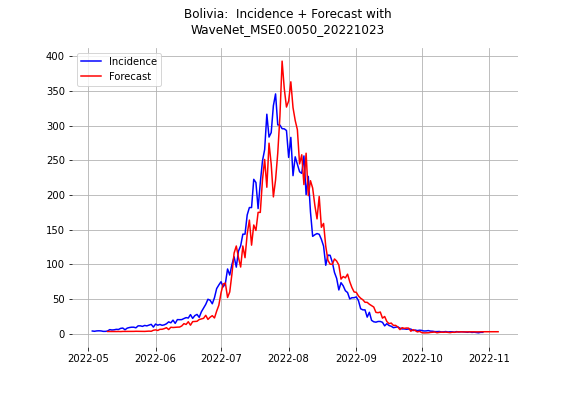 Bolivia:  Incidence + Forecast with
WaveNet_MSE0.0050_20221023
400
350
300
250
200
150
100
50
0
Incidence
Forecast
2022-05 2022-06 2022-07 2022-08 2022-09 2022-10 2022-11